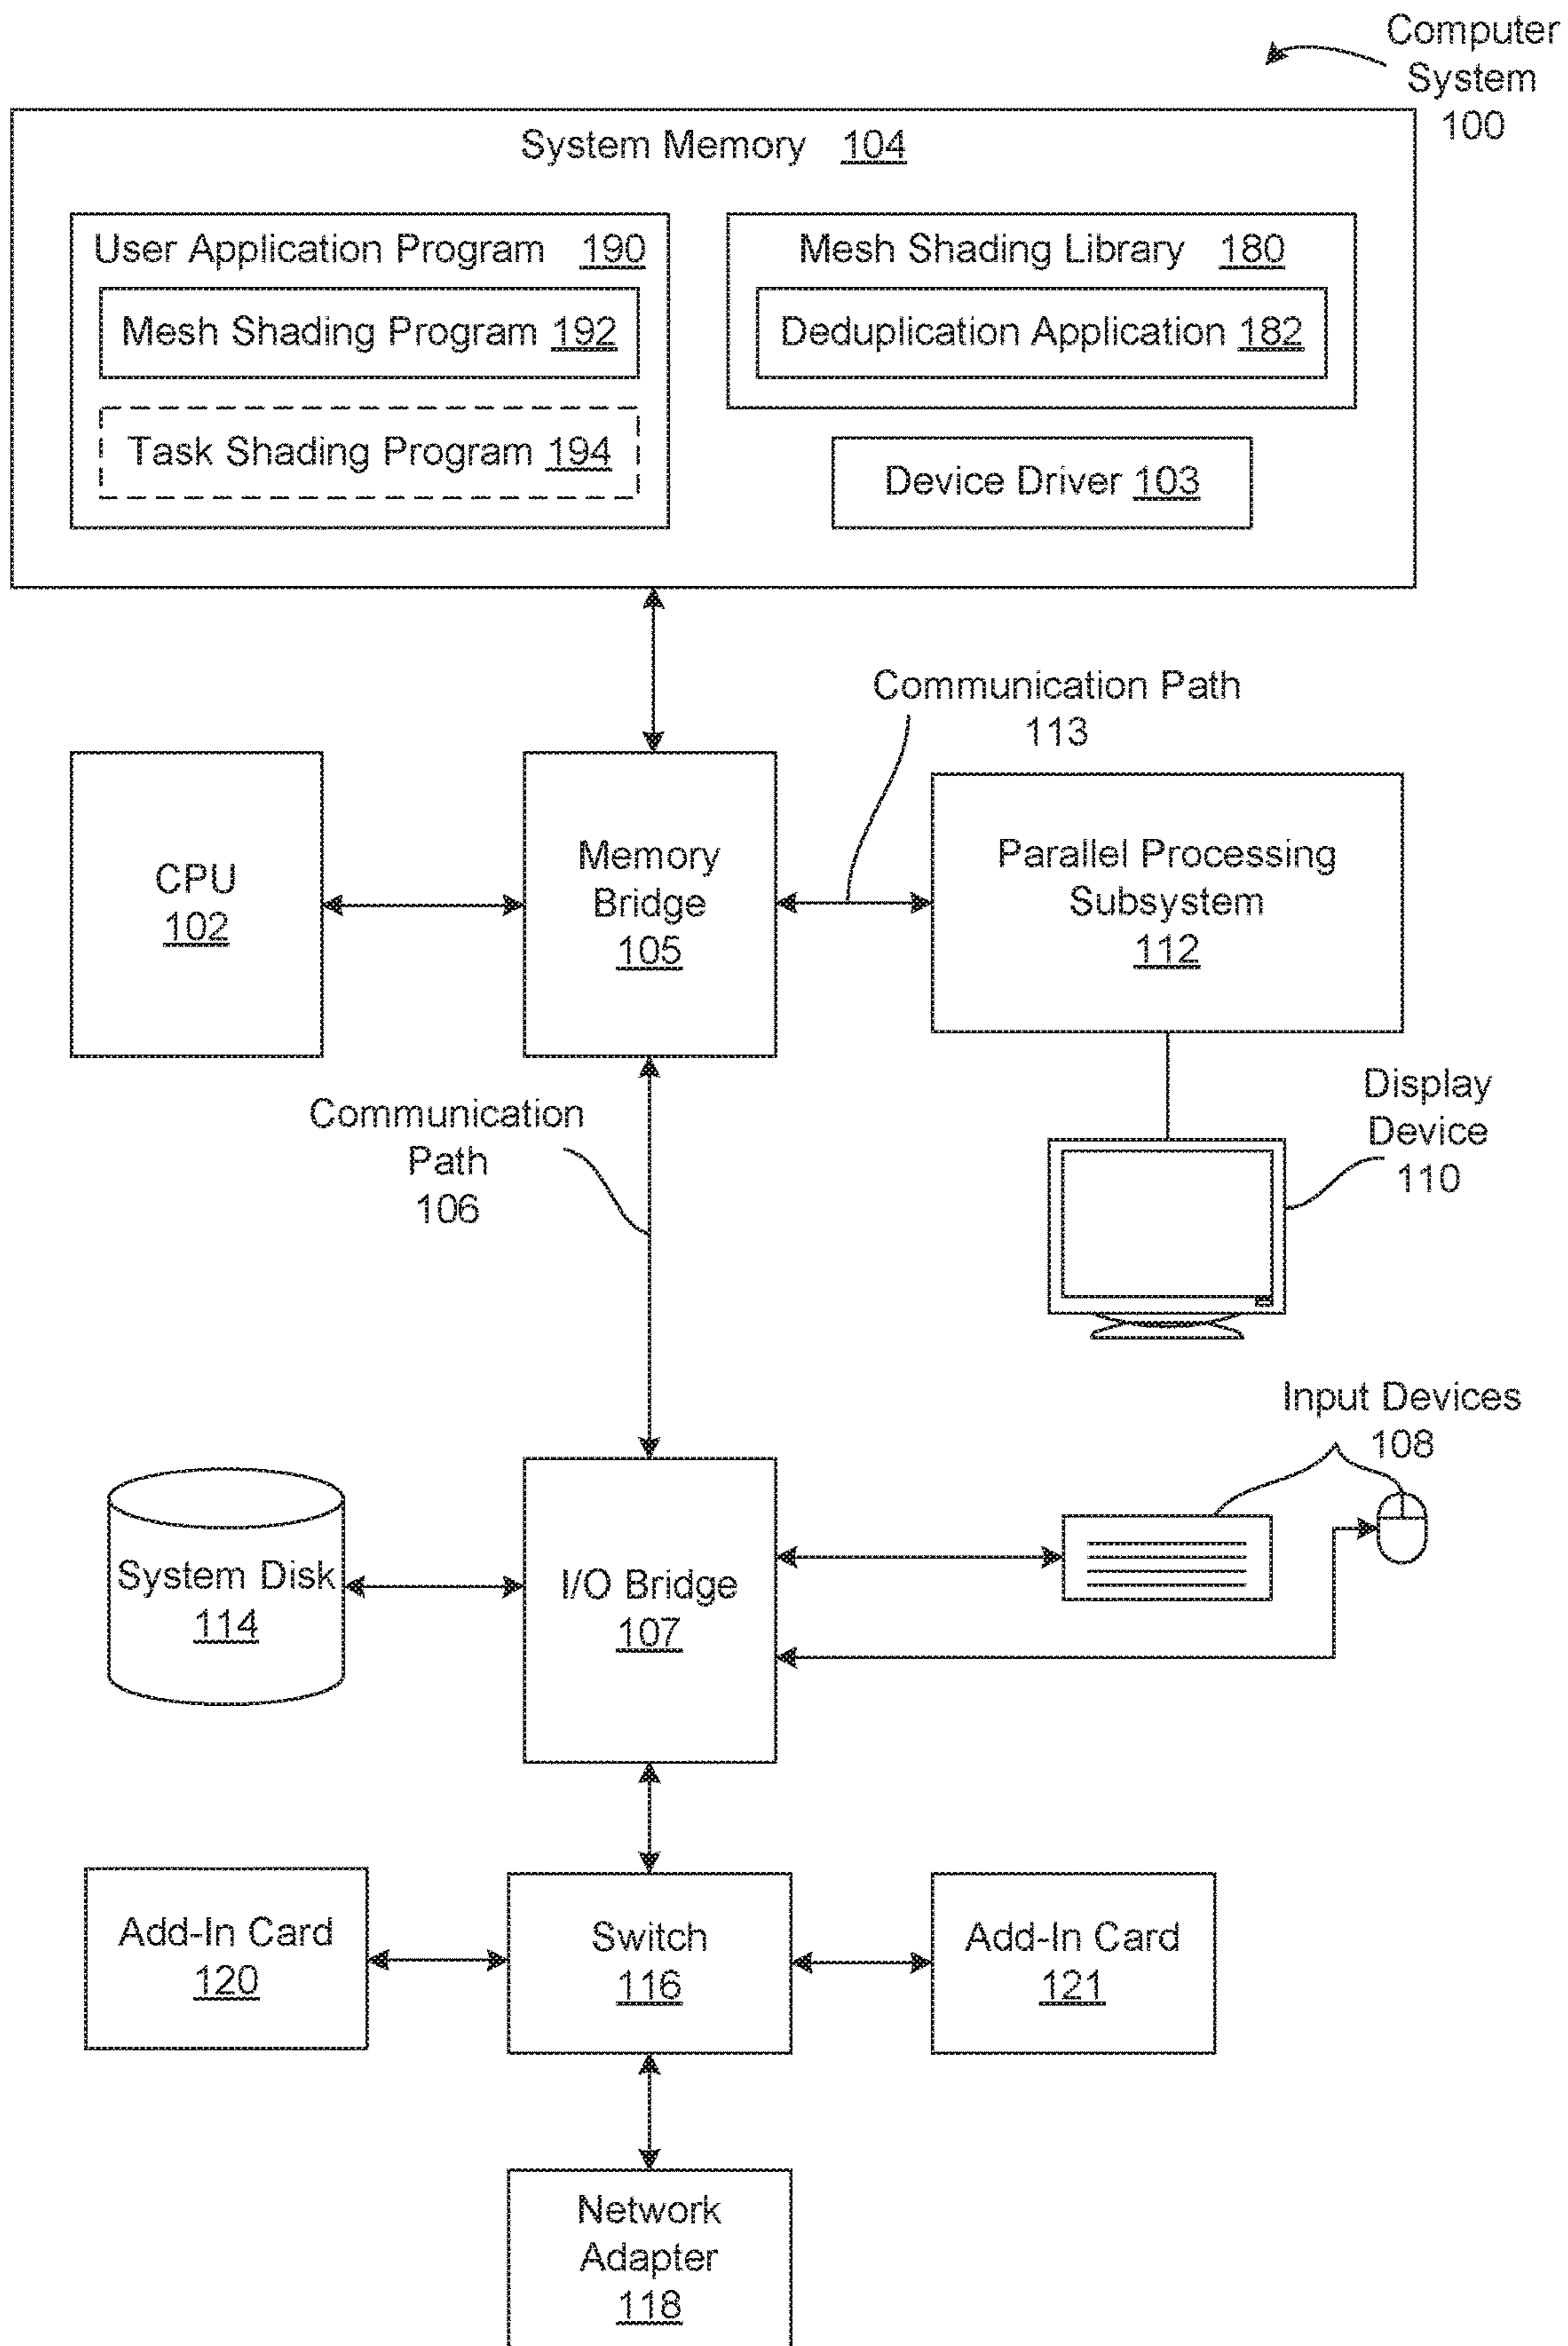 Computer
System
100
System Memory 104
User Application Program 190
Mesh Shading Program 192
Task Shading Program 194
Mesh Shading Library 180
Deduplication Application 182
Device Driver 103
Communication Path
113
CPU
102
Memory
Bridge
105
Parallel Processing
Subsystem
112
Communication
Path
106
Display
Device
110
Input Devices
108
System Disk
114
I/O Bridge
107
Add-In Card
120
Switch
116
Add-In Card
121
Network
Adapter
118